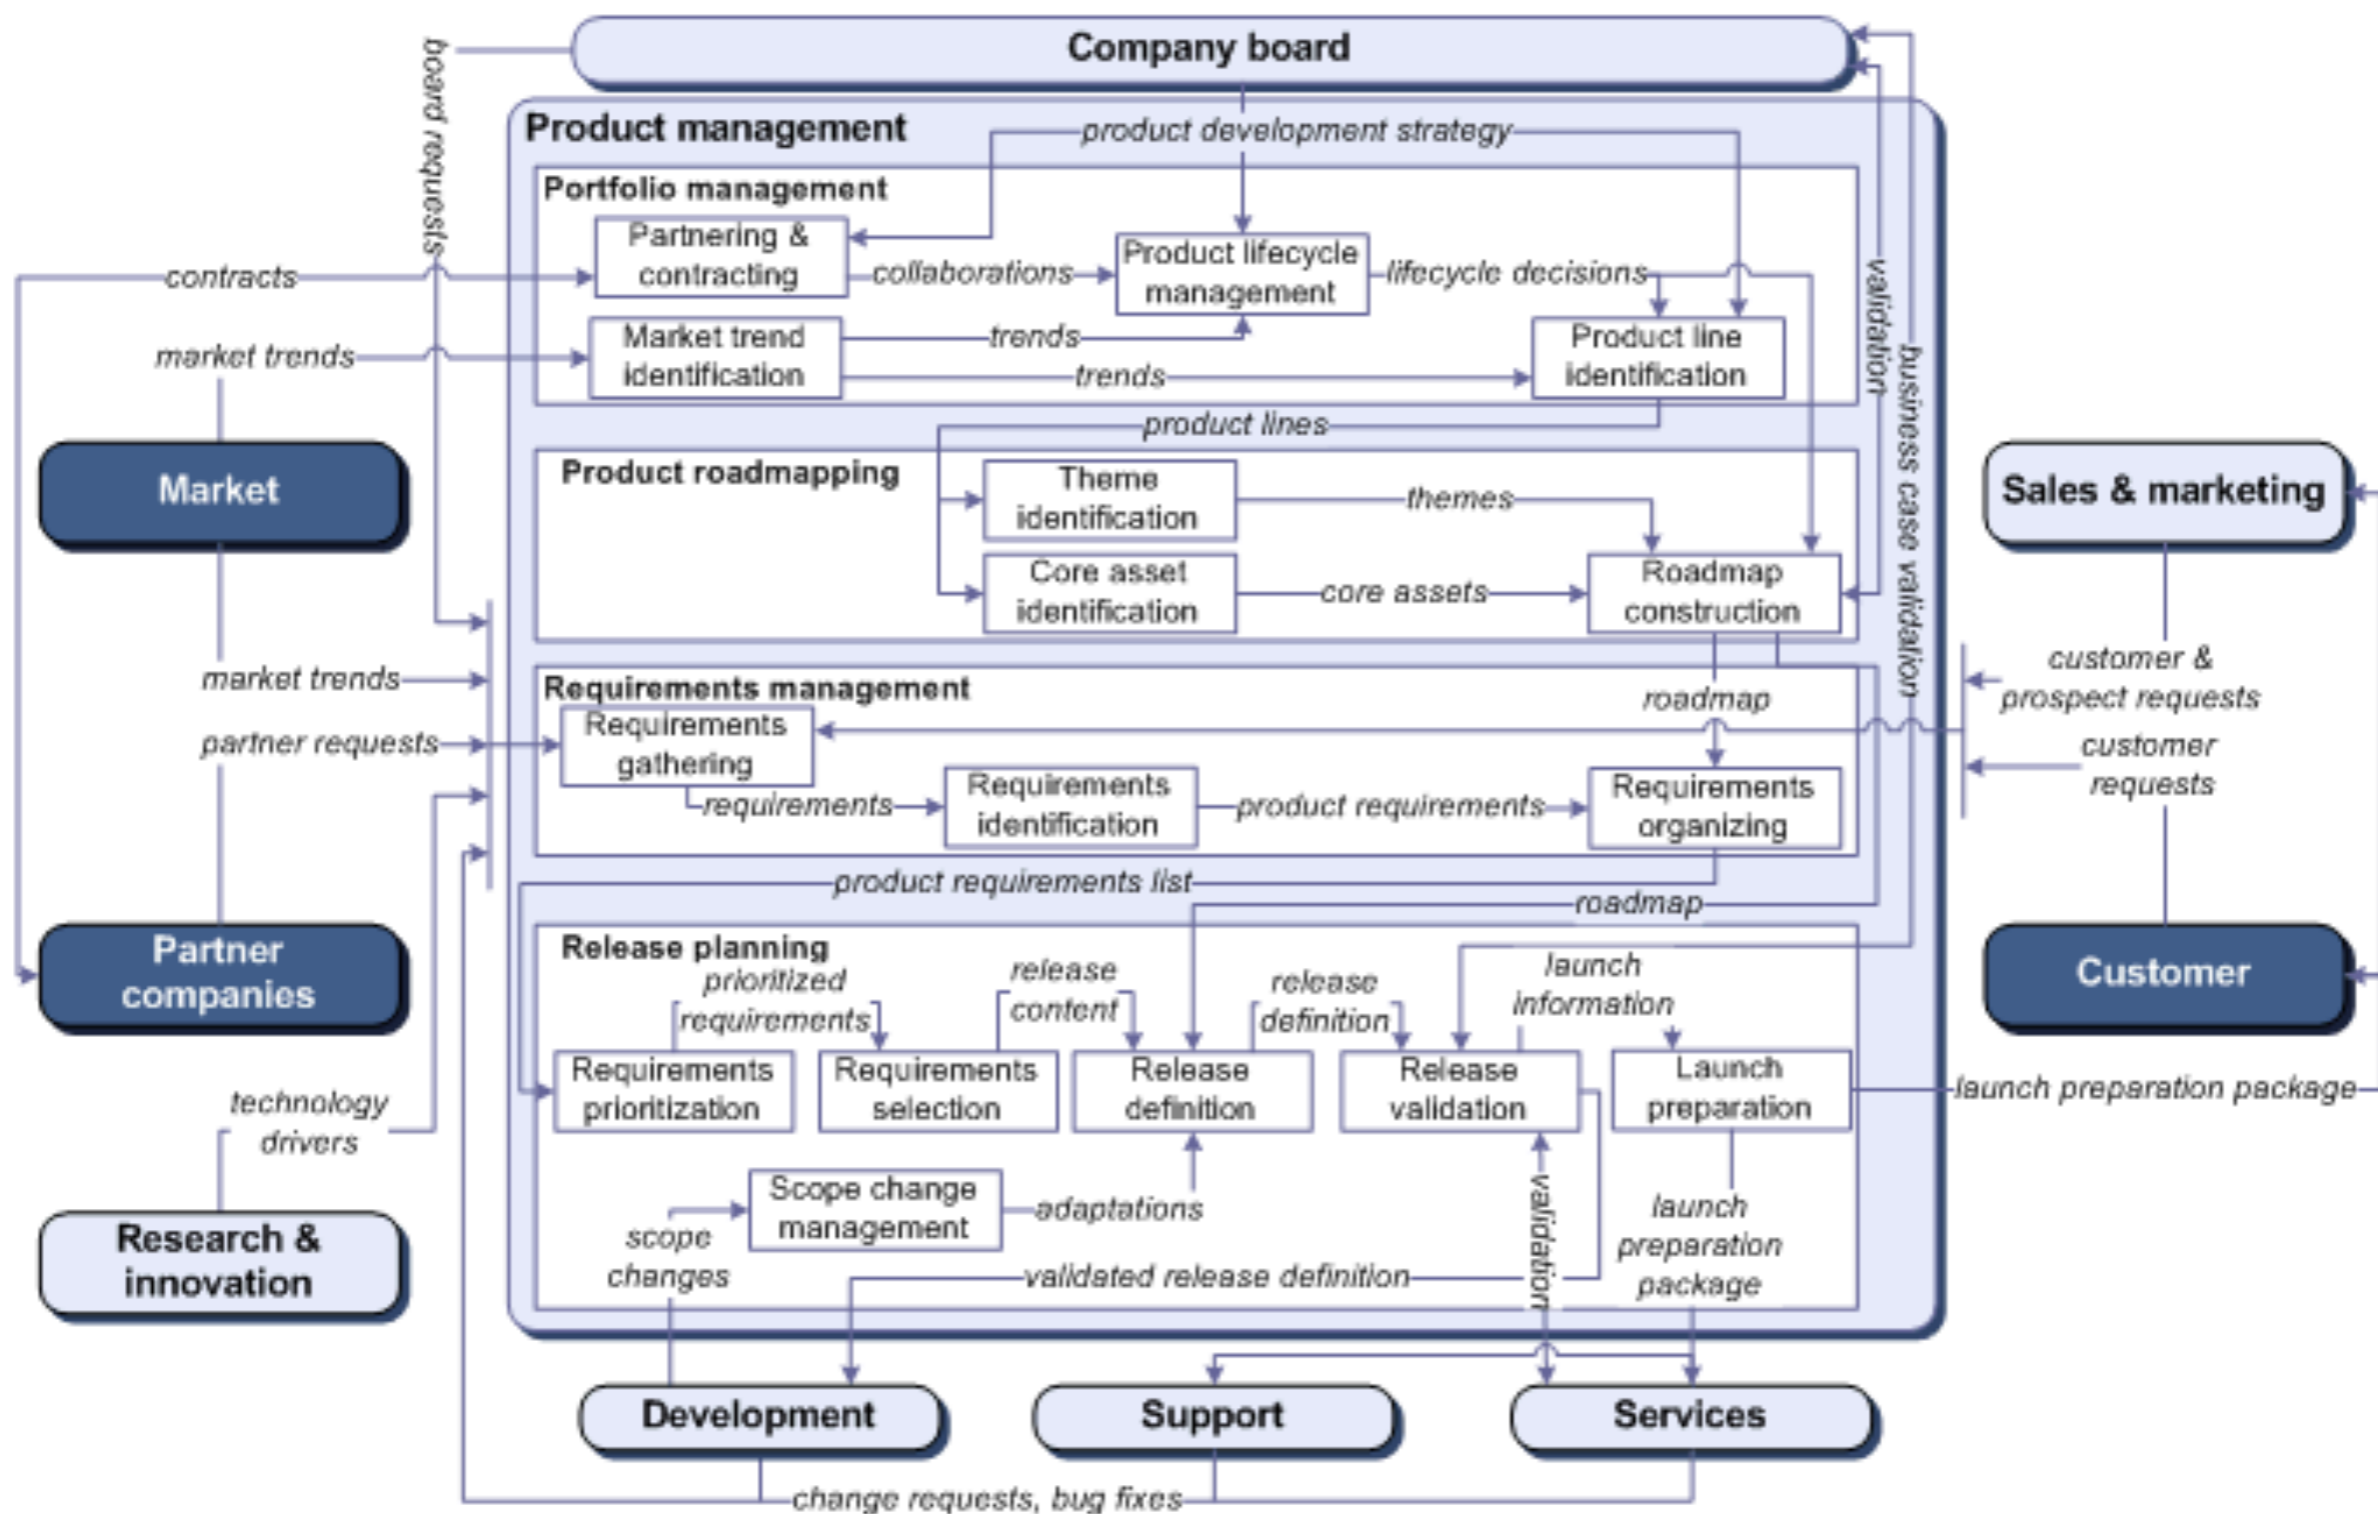 Company board
board requests
Product management
product development strategy
Portfolio management
Partnering &
contracting
contracts
collaborations
Product lifecycle
management
lifecycle decisions
validation
market trends
Market trend
identification
trends
trends
Product line
identification
business case validation
product lines
Market
Product roadmapping
Theme
identification
themes
Sales & marketing
Core asset
identification
core assets
Roadmap
construction
market trends
Requirements management
roadmap
customer &
prospect requests
partner requests
Requirements
gathering
customer
requests
requirements
Requirements
identification
product requirements
Requirements
organizing
product requirements list
roadmap
Partner
companies
Release planning
prioritized
requirements
release
content
release
definition
launch
information
Customer
Requirements
prioritization
Requirements
selection
Release
definition
Release
validation
Launch
preparation
launch preparation package
technology
drivers
Scope change
management
adaptations
validation
launch
preparation
package
scope
changes
validated release definition
Research &
innovation
Development
Support
Services
change requests, bug fixes